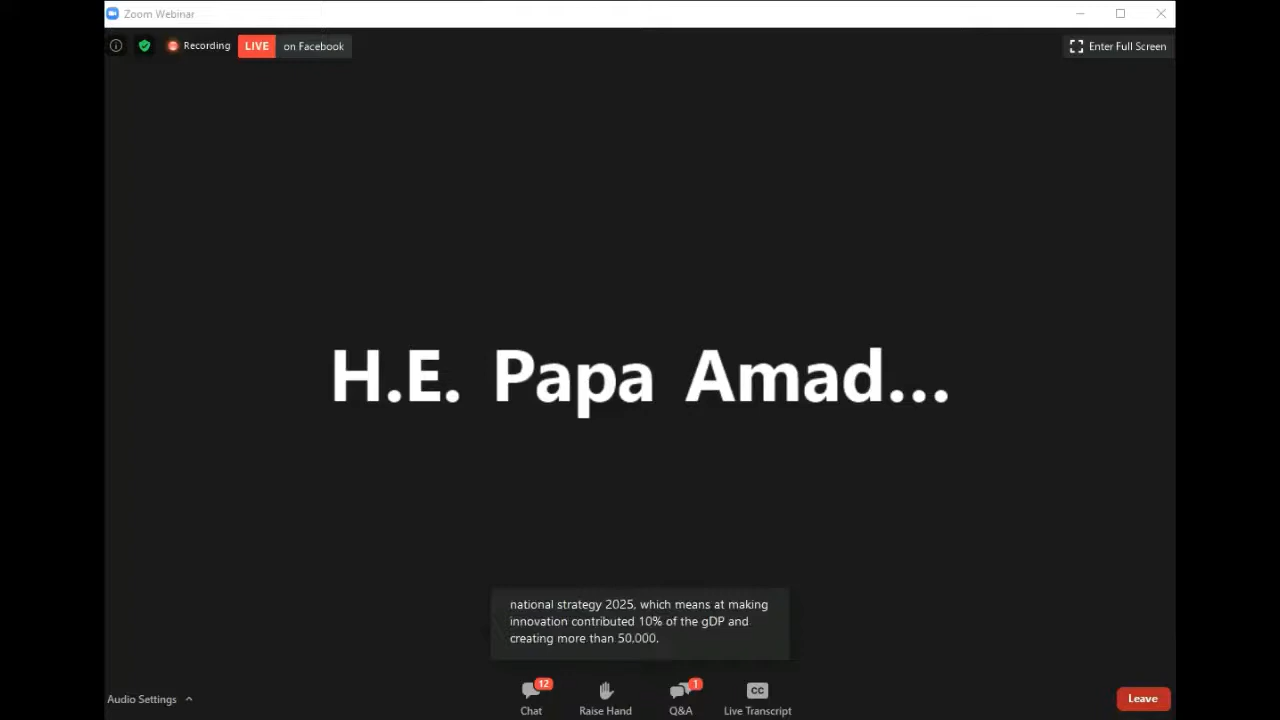 Zoom Webinar
Recording
LIVE on Facebook
Enter Full Screen
H.E. Papa Amad...
national strategy 2025, which means at making
innovation contributed 10% of the gDP and
creating more than 50,000.
Audio Settings
12
Chat
Raise Hand
1
Q&A
CC
Live Transcript
Leave